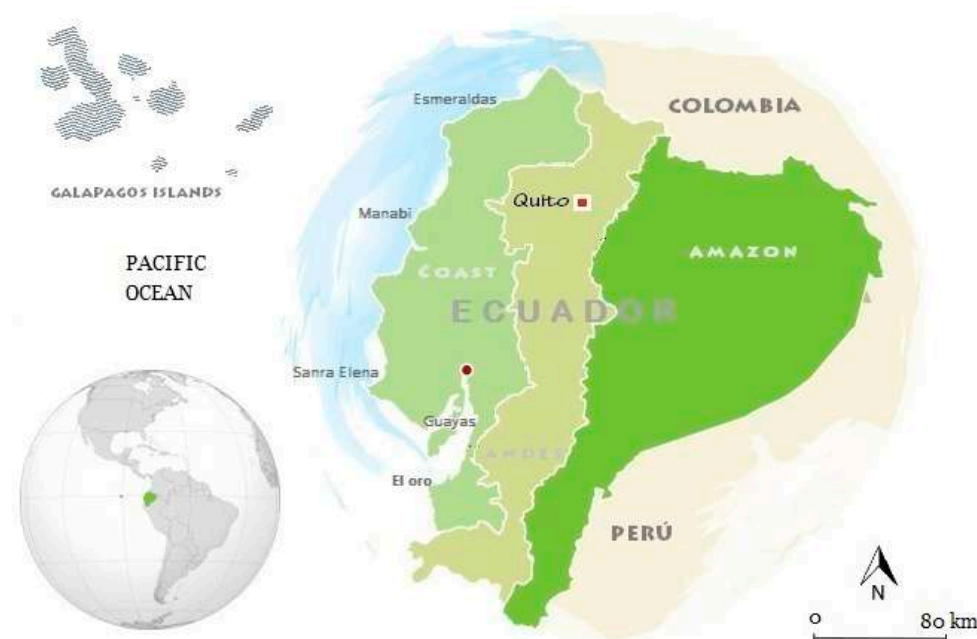 GALAPAGOS ISLANDS
PACIFIC
OCEAN
Esmeraldas
COLOMBIA
Quito
Manabi
AMAZON
COAST
ECUADOR
Sanra Elena
Guayas
ANDES
El oro
PERÚ
N
0 80 km